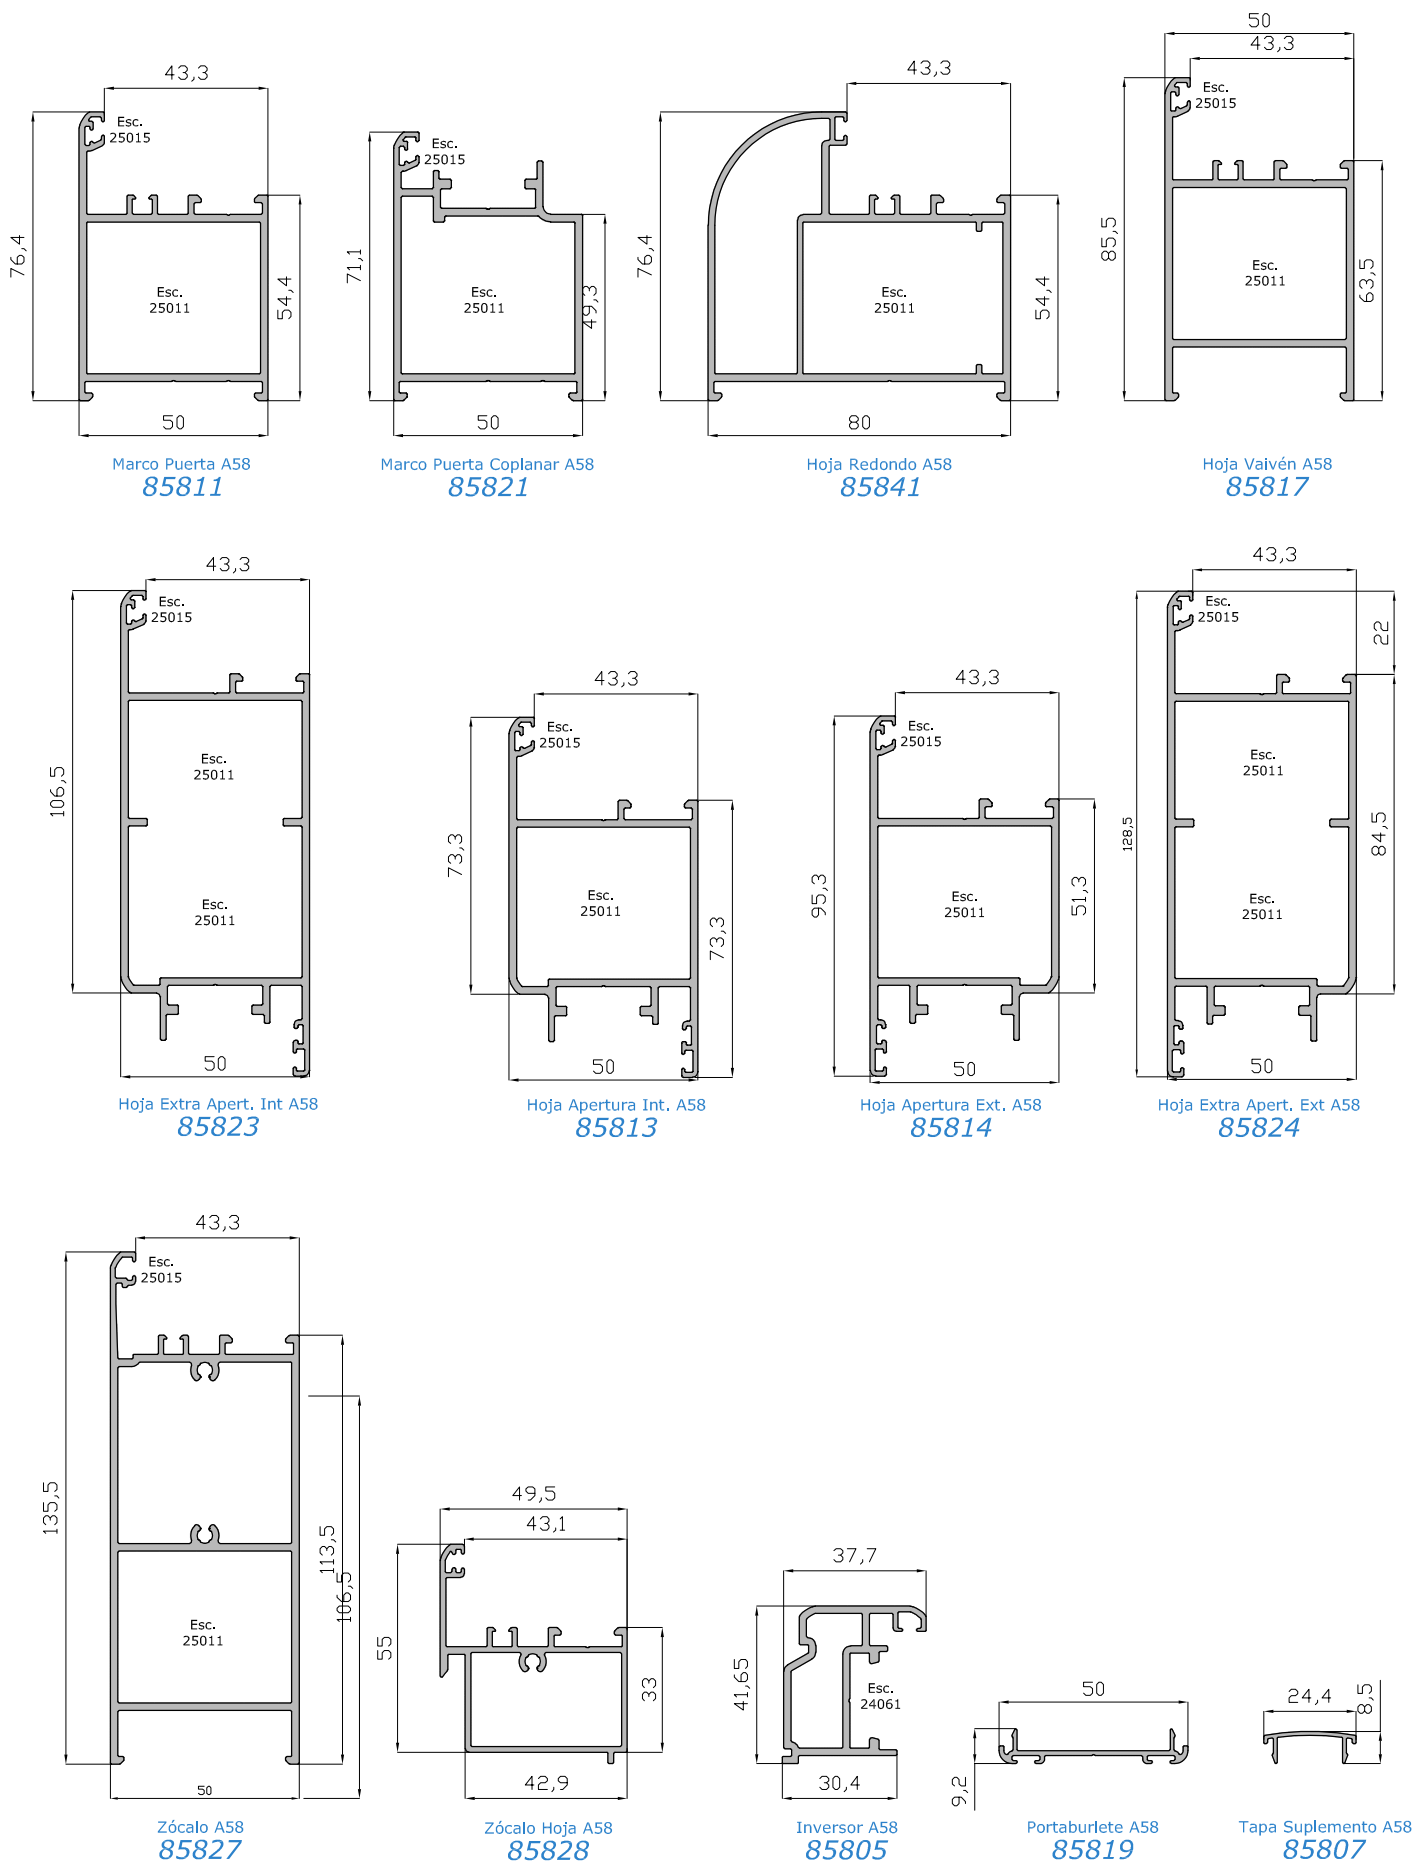 43,3
Esc.
25015
76,4
54,4
Esc.
25011
50
Marco Puerta A58
85811
Esc.
25015
71,1
49,3
Esc.
25011
50
Marco Puerta Coplanar A58
85821
43,3
76,4
54,4
Esc.
25011
80
Hoja Redondo A58
85841
50
43,3
Esc.
25015
85,5
63,5
Esc.
25011
Hoja Vaivén A58
85817
43,3
Esc.
25015
106,5
Esc.
25011
Esc.
25011
50
Hoja Extra Apert. Int A58
85823
43,3
Esc.
25015
73,3
73,3
Esc.
25011
50
Hoja Apertura Int. A58
85813
43,3
Esc.
25015
95,3
51,3
Esc.
25011
50
Hoja Apertura Ext. A58
85814
43,3
Esc.
25015
22
128,5
84,5
Esc.
25011
Esc.
25011
50
Hoja Extra Apert. Ext A58
85824
43,3
Esc.
25015
135,5
113,5
106,5
Esc.
25011
50
Zócalo A58
85827
49,5
43,1
55
33
42,9
Zócalo Hoja A58
85828
37,7
41,65
Esc.
24061
30,4
Inversor A58
85805
50
9,2
Portaburlete A58
85819
24,4
8,5
Tapa Suplemento A58
85807